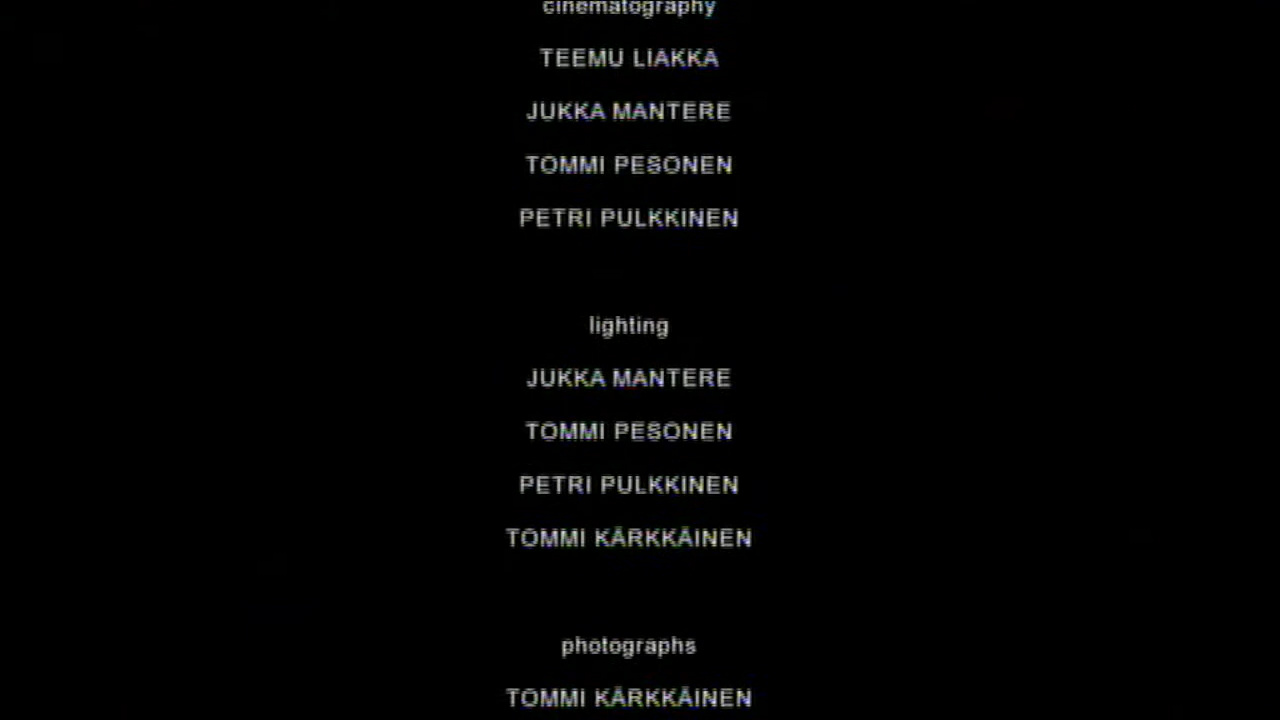 cinematography
TEEMU LIAKKA
JUKKA MANTERE
TOMMI PESONEN
PETRI PULKKINEN
lighting
JUKKA MANTERE
TOMMI PESONEN
PETRI PULKKINEN
TOMMI KÄRKKÄINEN
photographs
TOMMI KÄRKKÄINEN